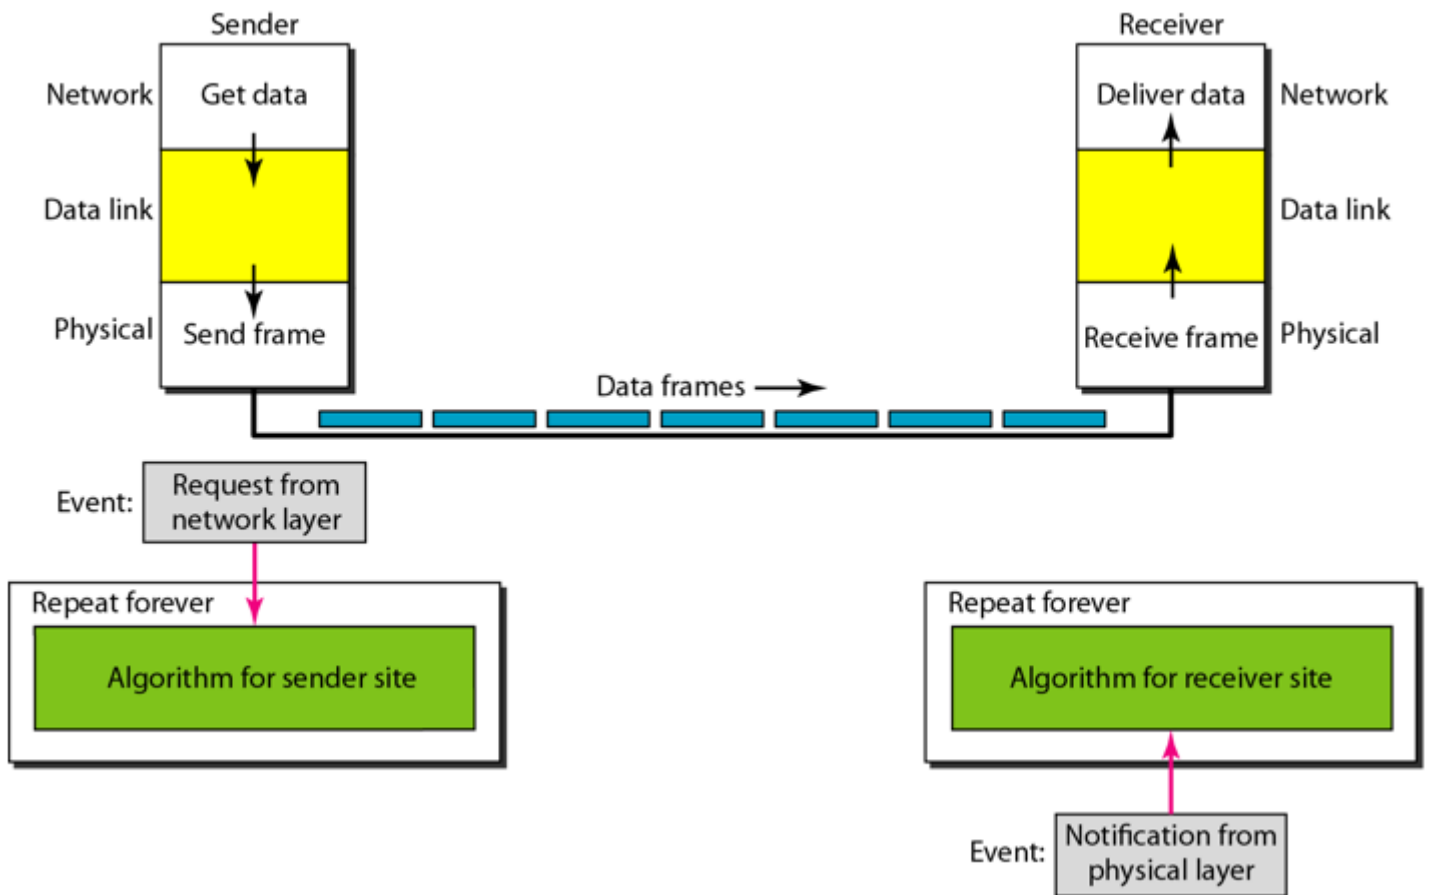 Sender
Receiver
Network
Get data
Deliver data
Network
Data link
Data link
Physical
Send frame
Receive frame
Physical
Data frames
Event:
Request from
network layer
Repeat forever
Algorithm for sender site
Repeat forever
Algorithm for receiver site
Event:
Notification from
physical layer